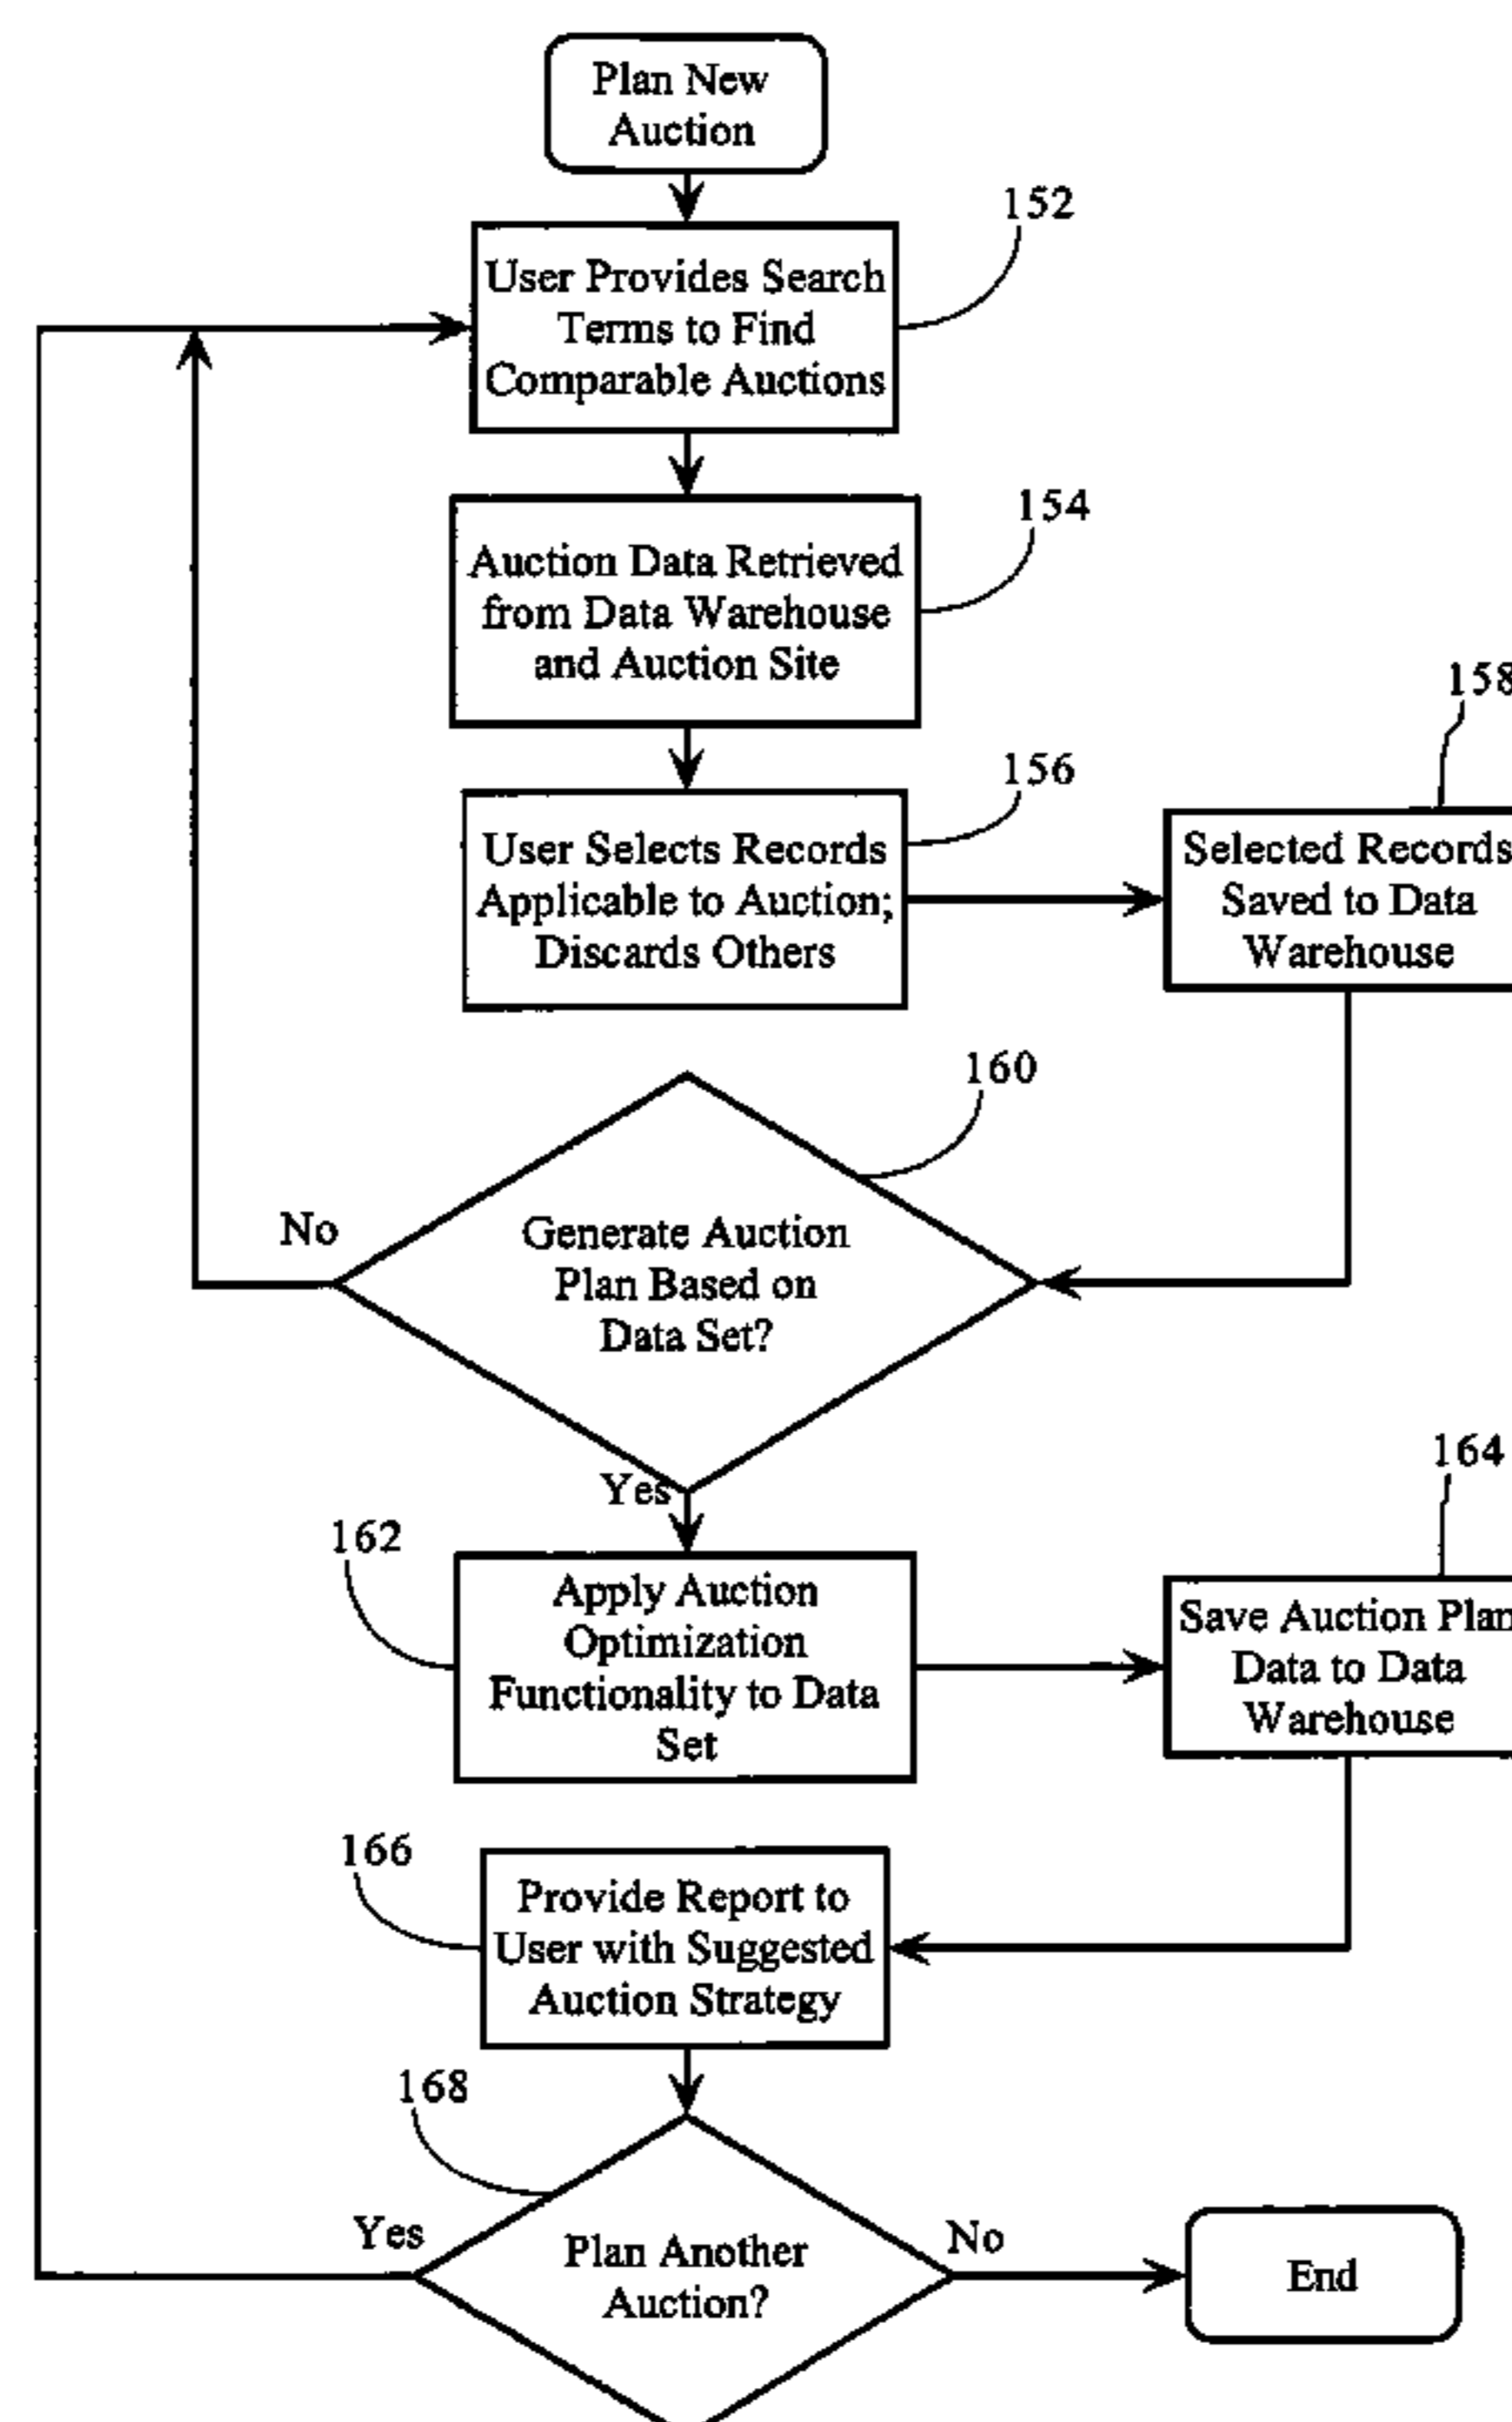 Plan New
Auction
152
User Provides Search
Terms to Find
Comparable Auctions
154
Auction Data Retrieved
from Data Warehouse
and Auction Site
156
User Selects Records
Applicable to Auction;
Discards Others
158
Selected Records
Saved to Data
Warehouse
160
Generate Auction
Plan Based on
Data Set?
No
Yes
162
Apply Auction
Optimization
Functionality to Data
Set
164
Save Auction Plan
Data to Data
Warehouse
166
Provide Report to
User with Suggested
Auction Strategy
168
Plan Another
Auction?
Yes
No
End